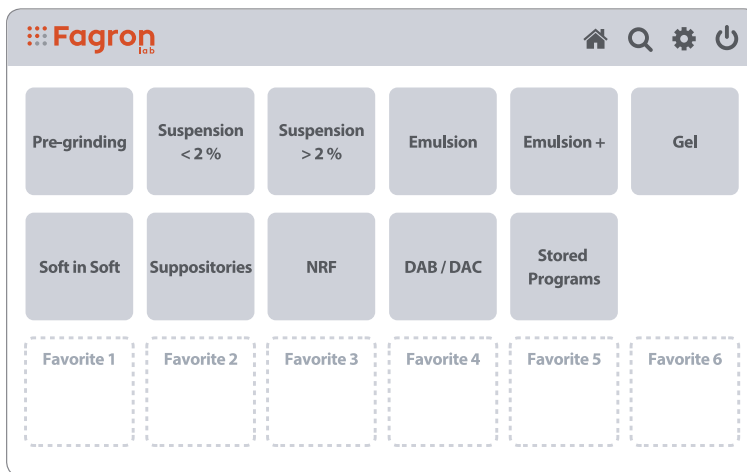 Fagron
lab
Pre-grinding
Suspension
< 2 %
Suspension
> 2 %
Emulsion
Emulsion +
Gel
Soft in Soft
Suppositories
NRF
DAB / DAC
Stored
Programs
Favorite 1
Favorite 2
Favorite 3
Favorite 4
Favorite 5
Favorite 6